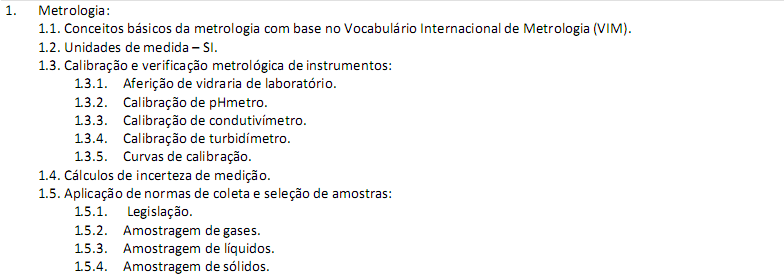 1. Metrologia:
1.1. Conceitos básicos da metrologia com base no Vocabulário Internacional de Metrologia (VIM).
1.2. Unidades de medida – SI.
1.3. Calibração e verificação metrológica de instrumentos:
1.3.1. Aferição de vidraria de laboratório.
1.3.2. Calibração de pHmetro.
1.3.3. Calibração de condutivímetro.
1.3.4. Calibração de turbidímetro.
1.3.5. Curvas de calibração.
1.4. Cálculos de incerteza de medição.
1.5. Aplicação de normas de coleta e seleção de amostras:
1.5.1. Legislação.
1.5.2. Amostragem de gases.
1.5.3. Amostragem de líquidos.
1.5.4. Amostragem de sólidos.